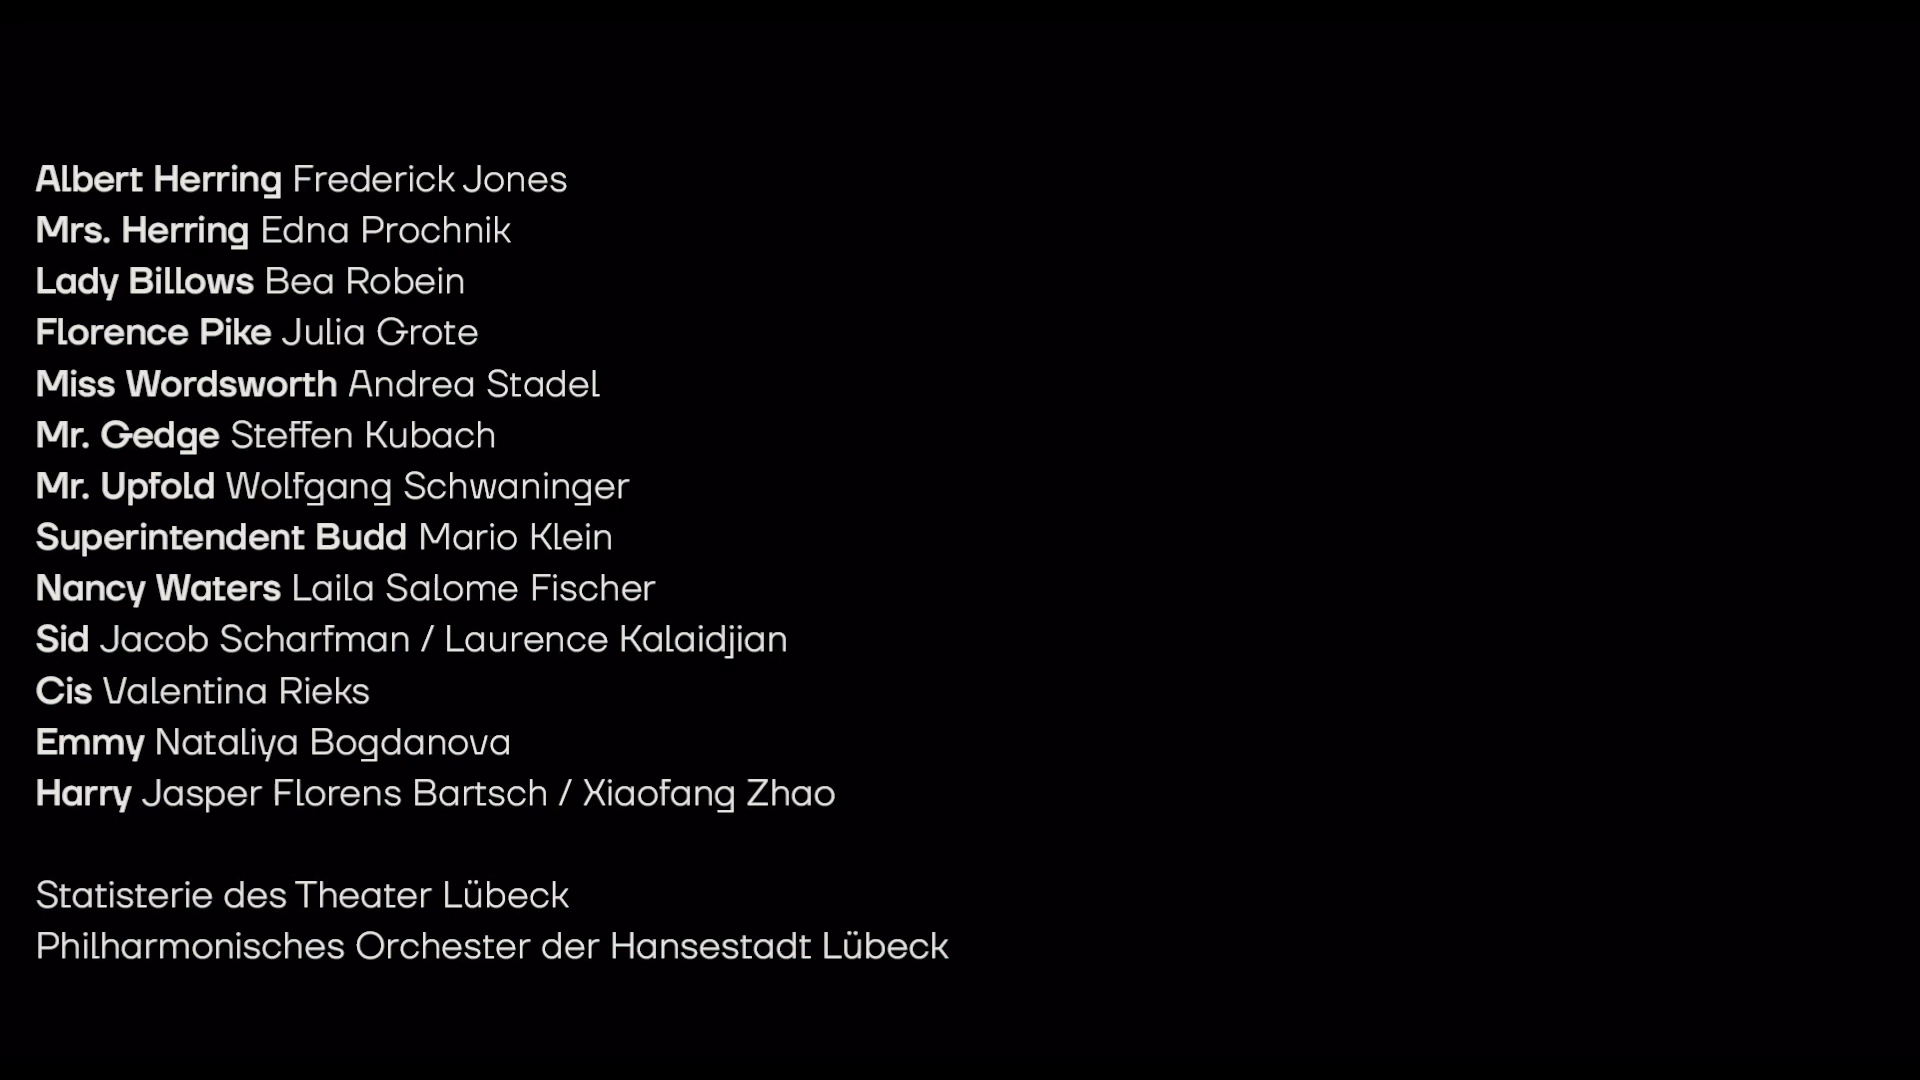 Albert Herring Frederick Jones
Mrs. Herring Edna Prochnik
Lady Billows Bea Robein
Florence Pike Julia Grote
Miss Wordsworth Andrea Stadel
Mr. Gedge Steffen Kubach
Mr. Upfold Wolfgang Schwaninger
Superintendent Budd Mario Klein
Nancy Waters Laila Salome Fischer
Sid Jacob Scharfman / Laurence Kalaidjian
Cis Valentina Rieks
Emmy Nataliya Bogdanova
Harry Jasper Florens Bartsch / Xiaofang Zhao
Statisterie des Theater Lübeck
Philharmonisches Orchester der Hansestadt Lübeck